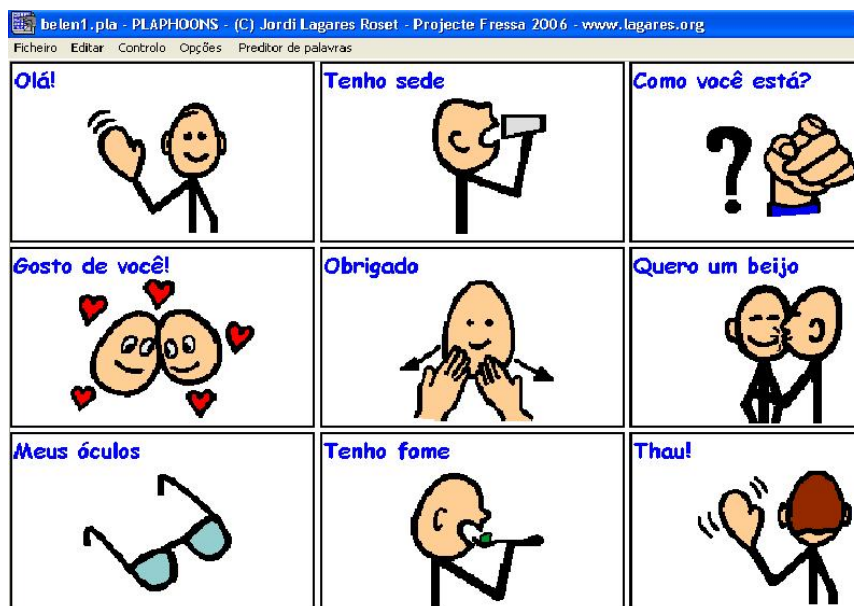 belen1.pla - PLAPHOONS - (C) Jordi Lagares Roset - Projecte Fressa 2006 - www.lagares.org
Ficheiro Editar Controlo Opções Preditor de palavras
Olá! Tenho sede Como você está?
?
Gosto de você! Obrigado Quero um beijo
Meus óculos Tenho fome Thau!